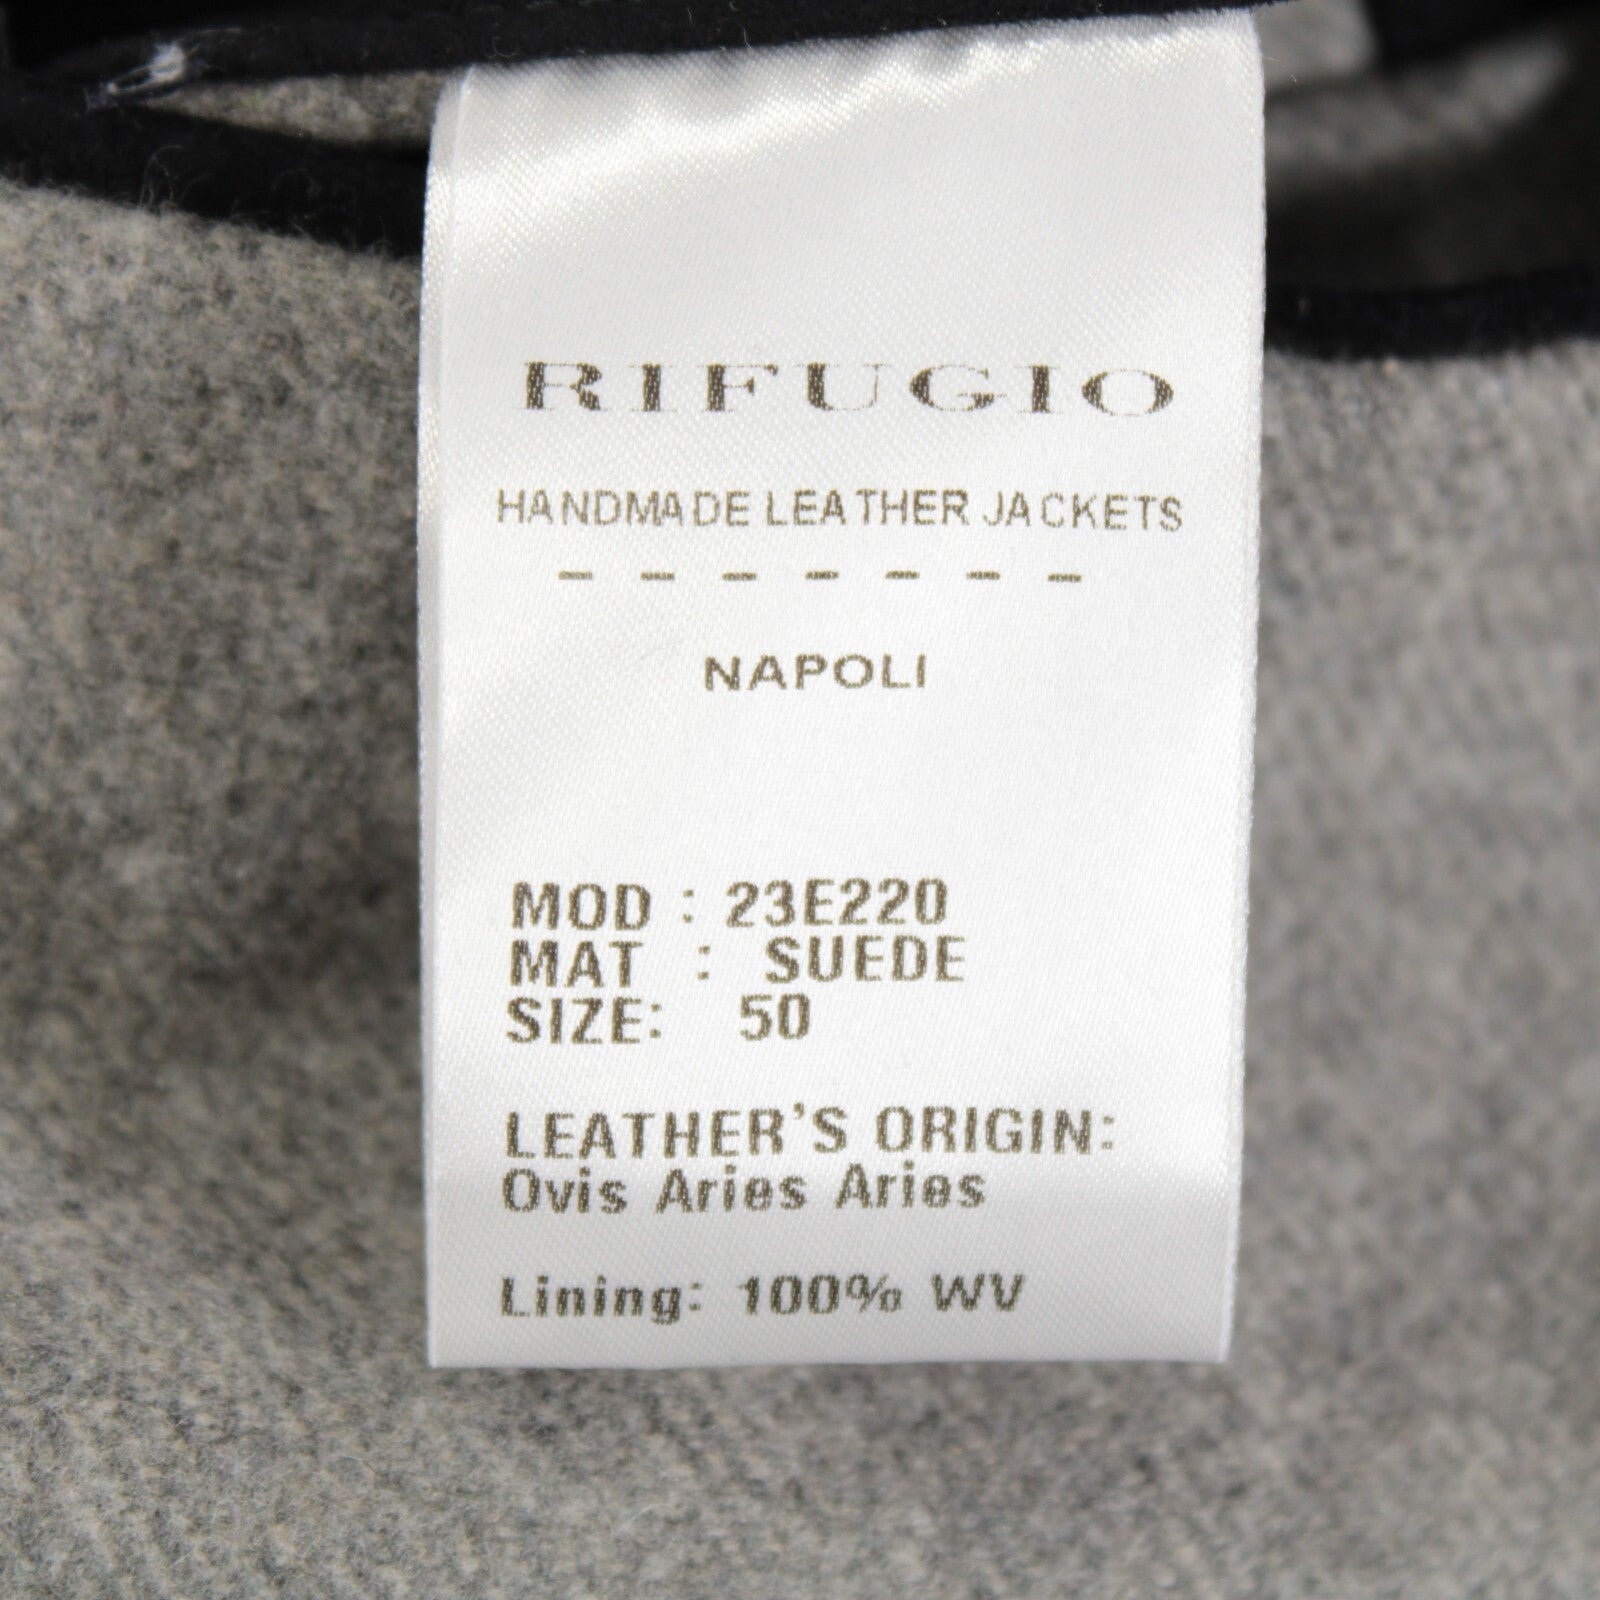 RIFUGIO
HANDMADE LEATHER JACKETS
- - - - - - -
NAPOLI
MOD : 23E220
MAT : SUEDE
SIZE: 50
LEATHER'S ORIGIN:
Ovis Aries Aries
Lining: 100% WV